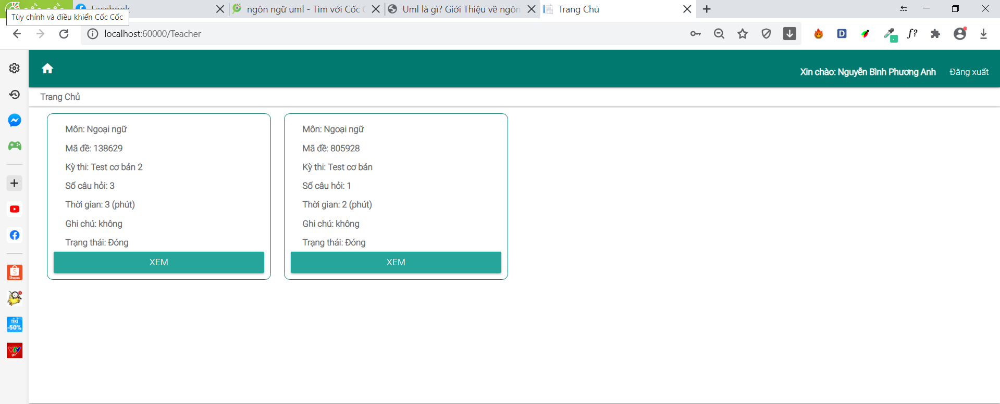 Facebook
ngôn ngữ uml - Tìm với Cốc C
Uml là gì? Giới Thiệu về ngôn
Trang Chủ
Tùy chỉnh và điều khiển Cốc Cốc
localhost:60000/Teacher
D
f?
Xin chào: Nguyễn Bình Phương Anh
Đăng xuất
Trang Chủ
Môn: Ngoại ngữ
Mã đề: 138629
Kỳ thi: Test cơ bản 2
Số câu hỏi: 3
Thời gian: 3 (phút)
Ghi chú: không
Trạng thái: Đóng
XEM
Môn: Ngoại ngữ
Mã đề: 805928
Kỳ thi: Test cơ bản
Số câu hỏi: 1
Thời gian: 2 (phút)
Ghi chú: không
Trạng thái: Đóng
XEM
Shopee
TIKI
-50%
VTV
go